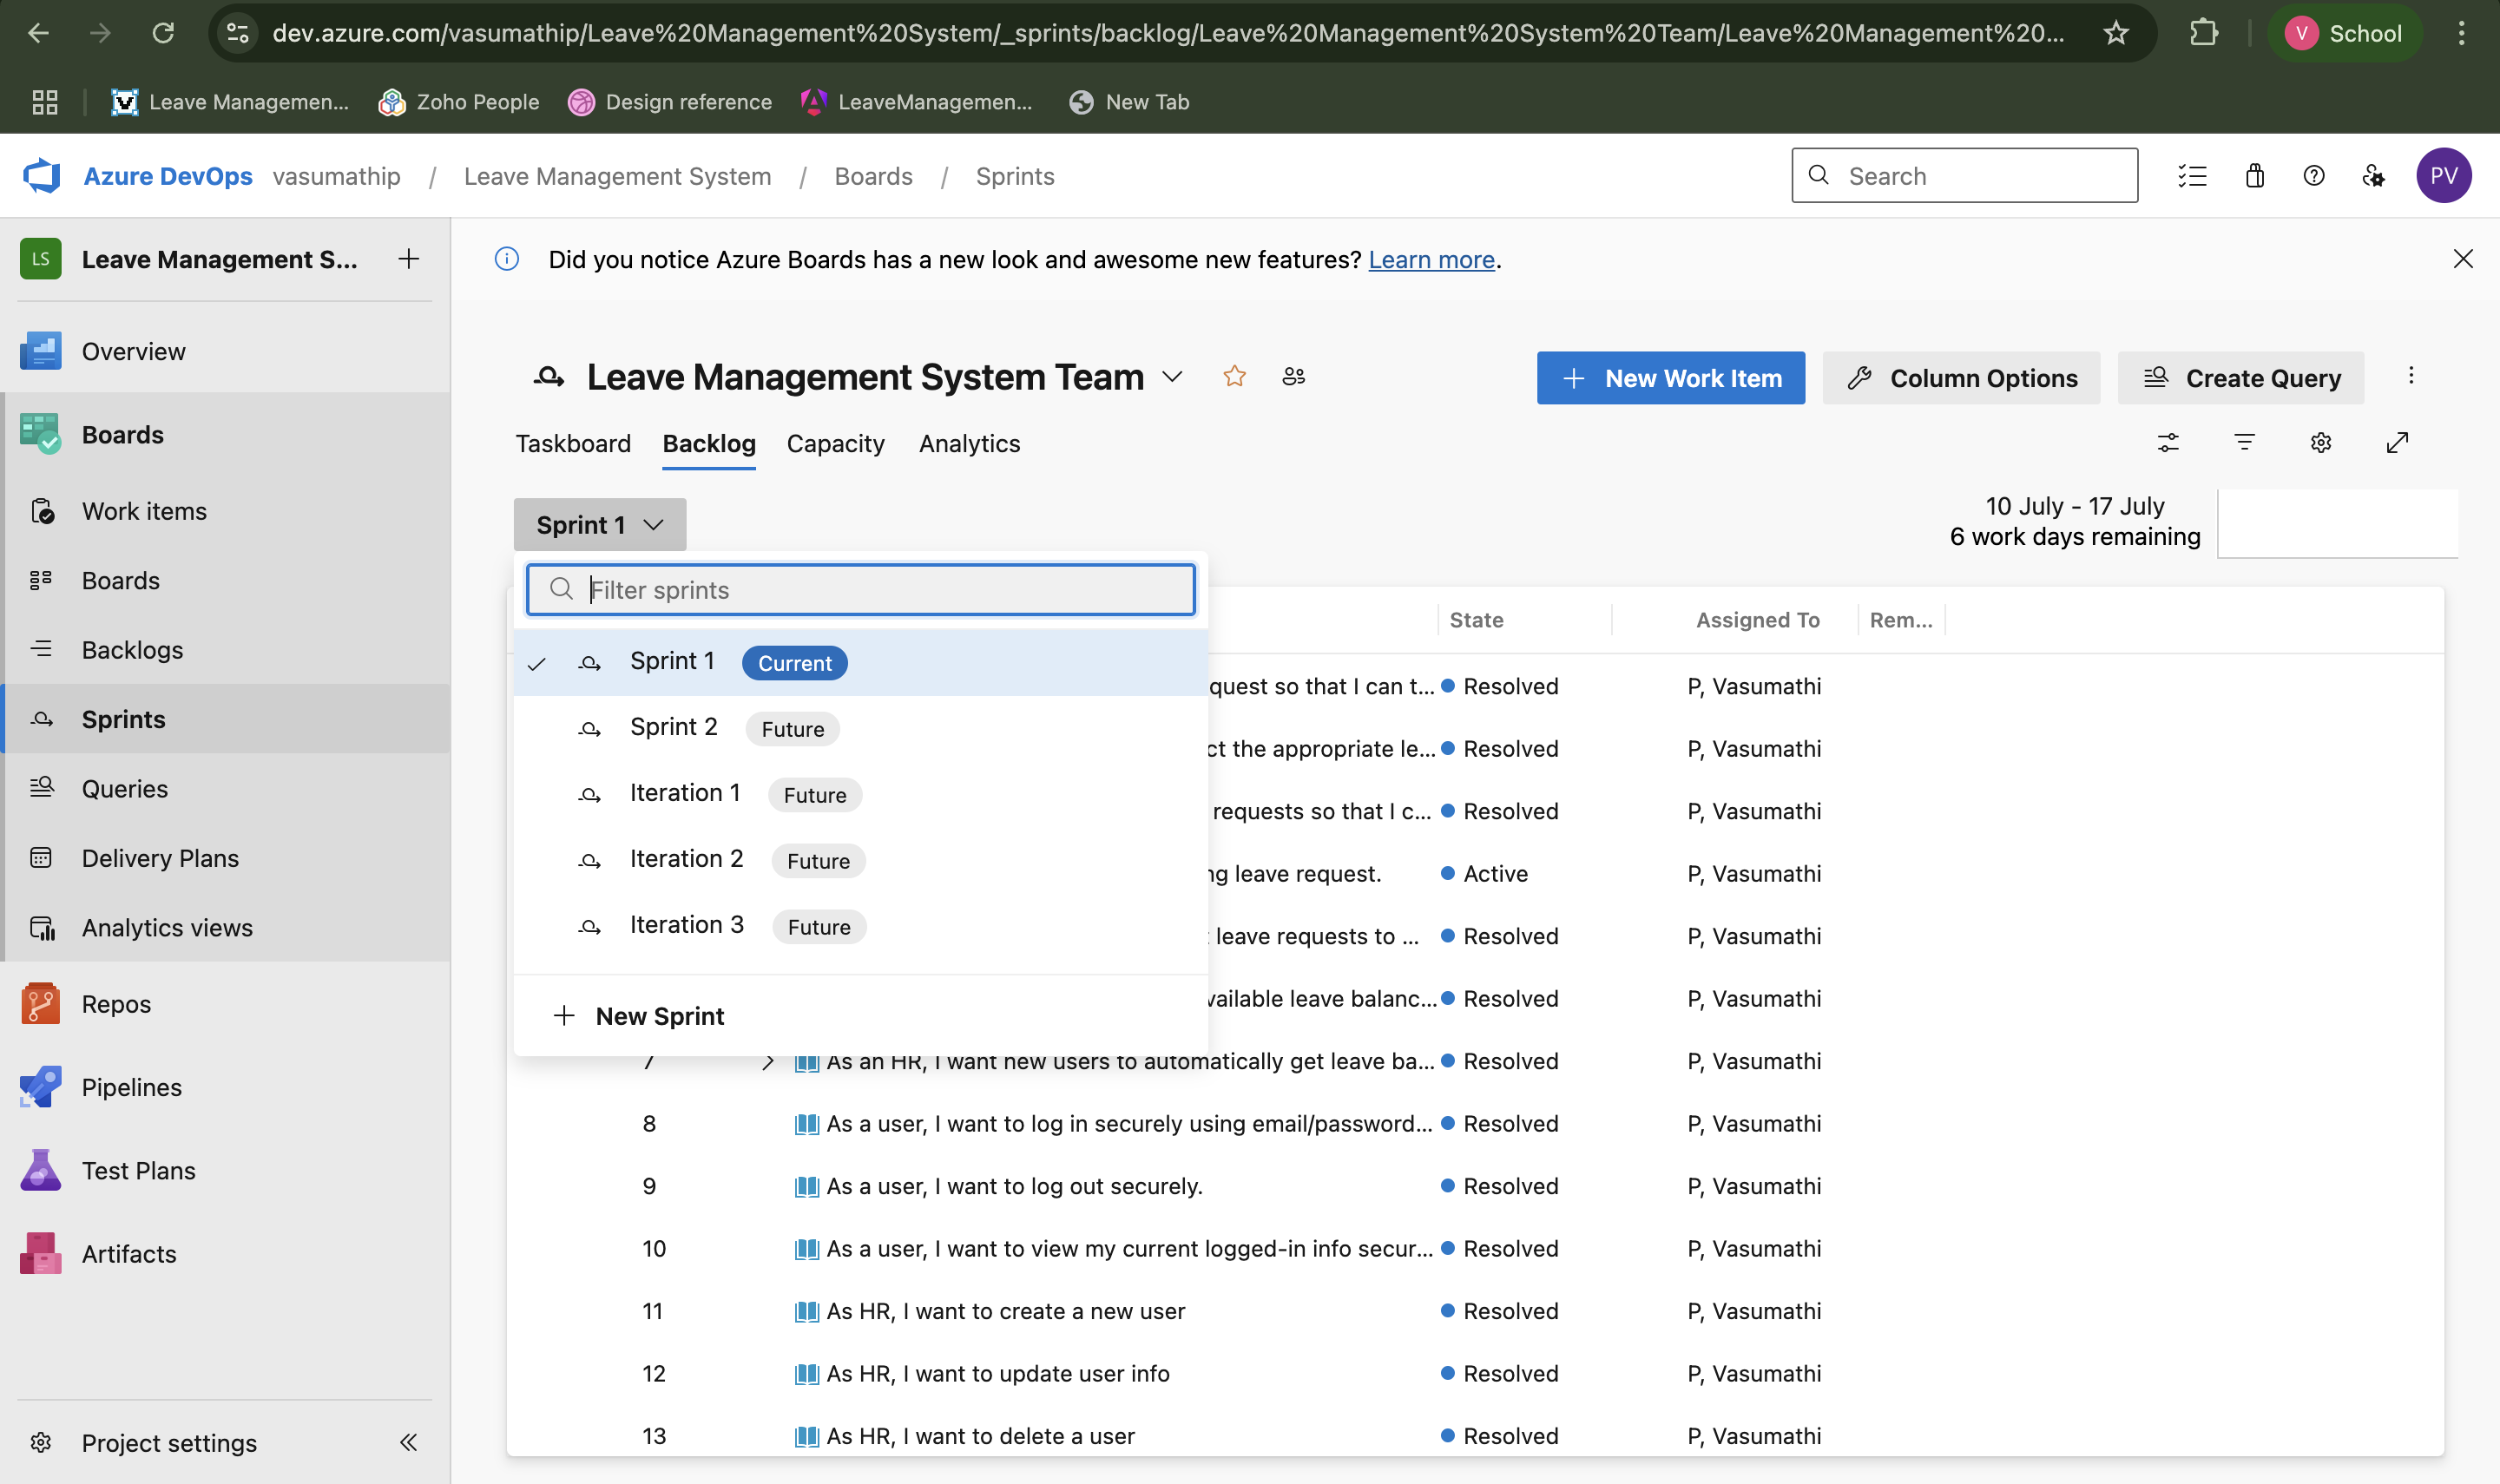 dev.azure.com/vasumathip/Leave%20Management%20System/_sprints/backlog/Leave%20Management%20System%20Team/Leave%20Management%20...
V School
Leave Managemen... Zoho People Design reference LeaveManagemen... New Tab
Azure DevOps vasumathip / Leave Management System / Boards / Sprints Search PV
LS Leave Management S... +
Did you notice Azure Boards has a new look and awesome new features? Learn more.
Overview
Boards
Work items
Boards
Backlogs
Sprints
Queries
Delivery Plans
Analytics views
Repos
Pipelines
Test Plans
Artifacts
Project settings
Leave Management System Team
+ New Work Item Column Options Create Query
Taskboard Backlog Capacity Analytics
Sprint 1
10 July - 17 July
6 work days remaining
Filter sprints
Sprint 1 Current
Sprint 2 Future
Iteration 1 Future
Iteration 2 Future
Iteration 3 Future
+ New Sprint
State Assigned To Rem...
quest so that I can t... Resolved P, Vasumathi
ct the appropriate le... Resolved P, Vasumathi
requests so that I c... Resolved P, Vasumathi
ng leave request. Active P, Vasumathi
leave requests to ... Resolved P, Vasumathi
vailable leave balanc... Resolved P, Vasumathi
7 As an HR, I want new users to automatically get leave ba... Resolved P, Vasumathi
8 As a user, I want to log in securely using email/password... Resolved P, Vasumathi
9 As a user, I want to log out securely. Resolved P, Vasumathi
10 As a user, I want to view my current logged-in info secur... Resolved P, Vasumathi
11 As HR, I want to create a new user Resolved P, Vasumathi
12 As HR, I want to update user info Resolved P, Vasumathi
13 As HR, I want to delete a user Resolved P, Vasumathi